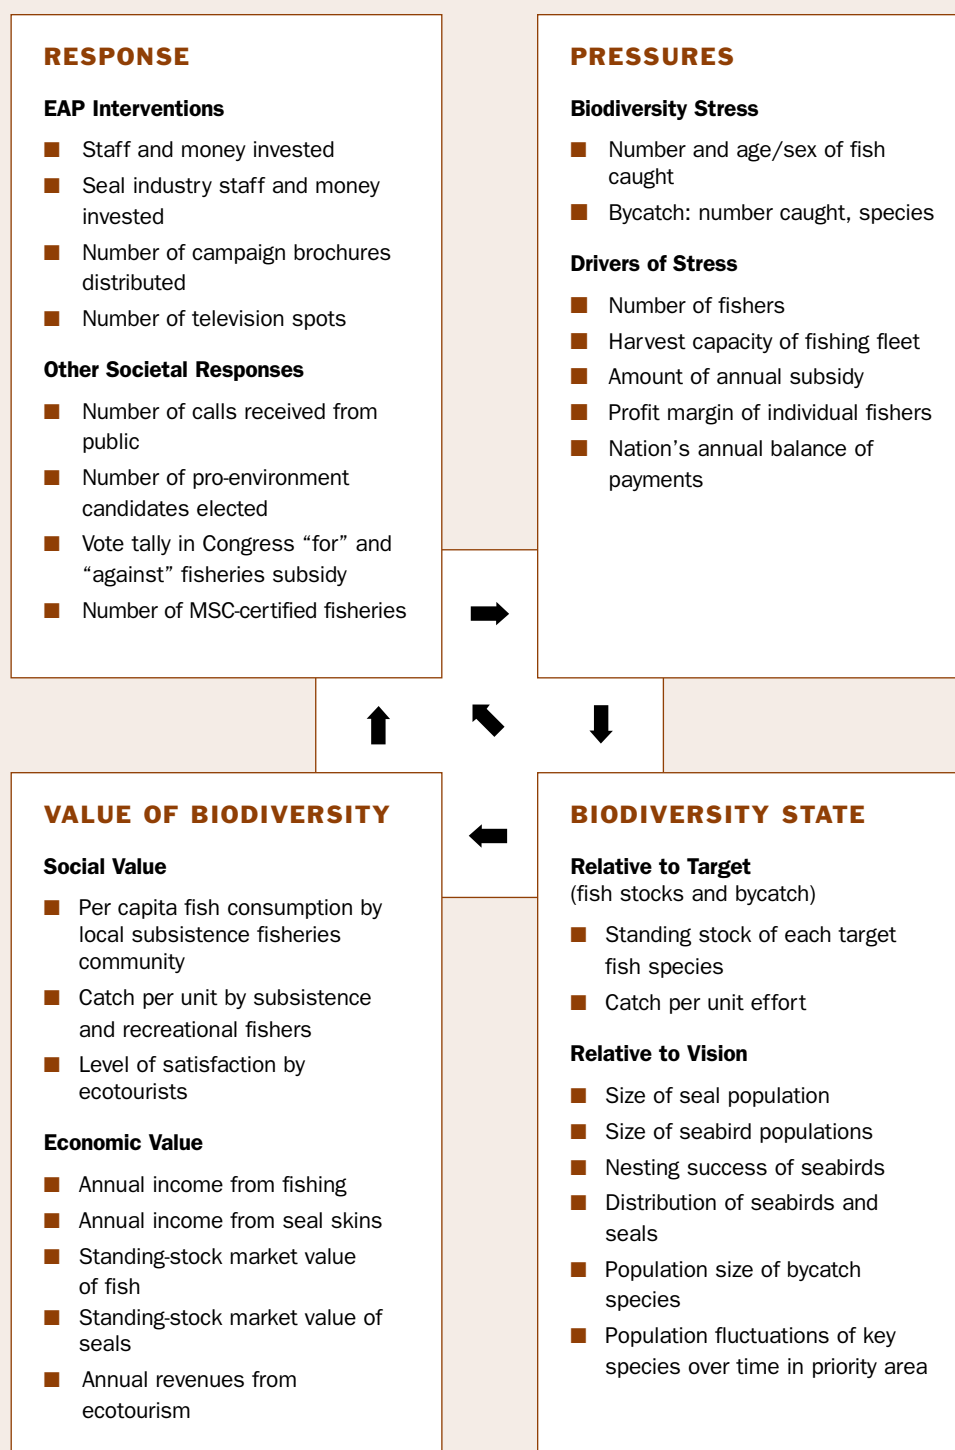 RESPONSE
EAP Interventions
Staff and money invested
Seal industry staff and money
invested
Number of campaign brochures
distributed
Number of television spots
Other Societal Responses
Number of calls received from
public
Number of pro-environment
candidates elected
Vote tally in Congress “for” and
“against” fisheries subsidy
Number of MSC-certified fisheries
PRESSURES
Biodiversity Stress
Number and age/sex of fish
caught
Bycatch: number caught, species
Drivers of Stress
Number of fishers
Harvest capacity of fishing fleet
Amount of annual subsidy
Profit margin of individual fishers
Nation’s annual balance of
payments
VALUE OF BIODIVERSITY
Social Value
Per capita fish consumption by
local subsistence fisheries
community
Catch per unit by subsistence
and recreational fishers
Level of satisfaction by
ecotourists
Economic Value
Annual income from fishing
Annual income from seal skins
Standing-stock market value
of fish
Standing-stock market value of
seals
Annual revenues from
ecotourism
BIODIVERSITY STATE
Relative to Target
(fish stocks and bycatch)
Standing stock of each target
fish species
Catch per unit effort
Relative to Vision
Size of seal population
Size of seabird populations
Nesting success of seabirds
Distribution of seabirds and
seals
Population size of bycatch
species
Population fluctuations of key
species over time in priority area